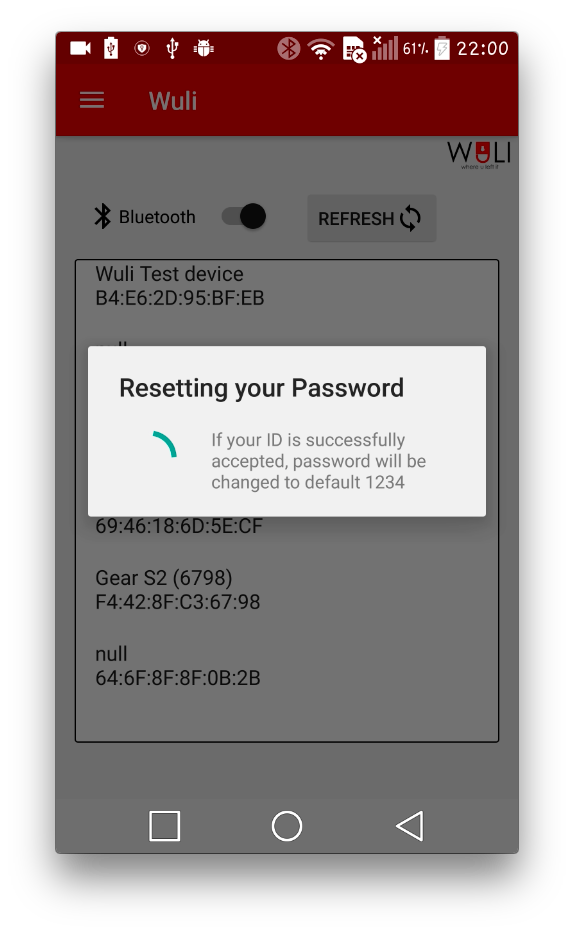 61% 22:00
Wuli
WULI
where u left it
Bluetooth
REFRESH
Wuli Test device
B4:E6:2D:95:BF:EB
null
Resetting your Password
If your ID is successfully
accepted, password will be
changed to default 1234
69:46:18:6D:5E:CF
Gear S2 (6798)
F4:42:8F:C3:67:98
null
64:6F:8F:8F:0B:2B